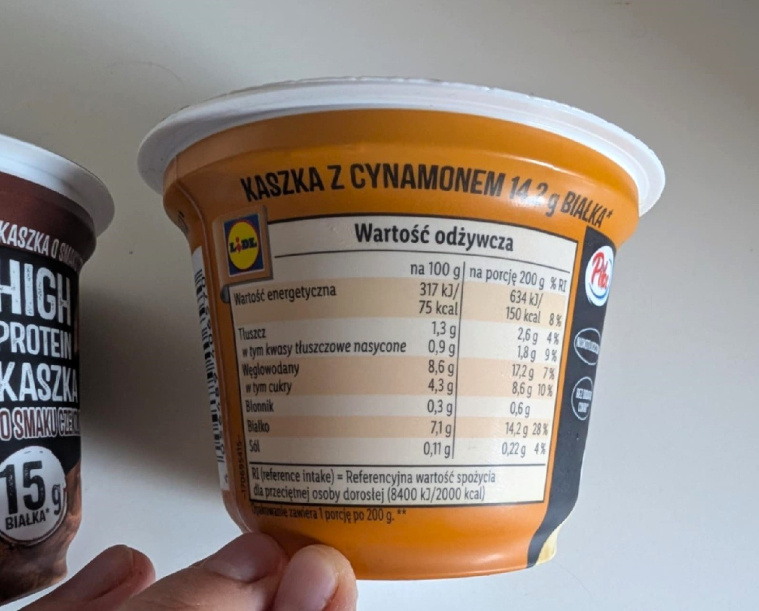 KASZKA O
HIGH
PROTEIN
KASZKA
O SMAKU
15 g
BIAŁKA*
KASZKA Z CYNAMONEM 14,2 g BIAŁKA*
LIDL
Wartość odżywcza
na 100 g na porcję 200 g % RI
Wartość energetyczna 317 kJ/ 634 kJ/
75 kcal 150 kcal 8%
Tłuszcz 1,3 g 2,6 g 4%
w tym kwasy tłuszczowe nasycone 0,9 g 1,8 g 9%
Węglowodany 8,6 g 17,2 g 7%
w tym cukry 4,3 g 8,6 g 10%
Błonnik 0,3 g 0,6 g
Białko 7,1 g 14,2 g 28%
Sól 0,11 g 0,22 g 4%
RI (reference intake) = Referencyjna wartość spożycia
dla przeciętnej osoby dorosłej (8400 kJ/2000 kcal)
Opakowanie zawiera 1 porcję po 200 g. **